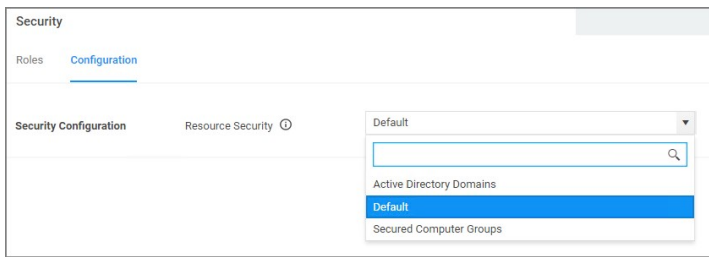 Security
Roles Configuration
Security Configuration Resource Security Default
Active Directory Domains
Default
Secured Computer Groups